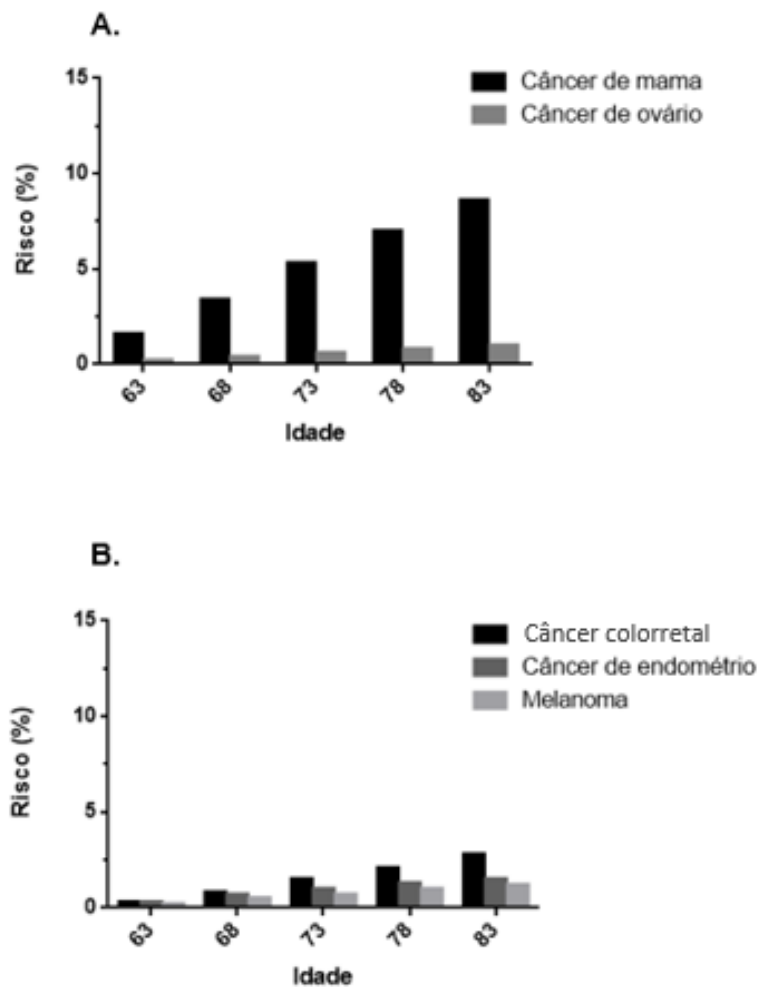 A.
15
10
5
0
Risco (%)
Câncer de mama
Câncer de ovário
63 68 73 78 83
Idade
B.
15
10
5
0
Risco (%)
Câncer colorretal
Câncer de endométrio
Melanoma
63 68 73 78 83
Idade